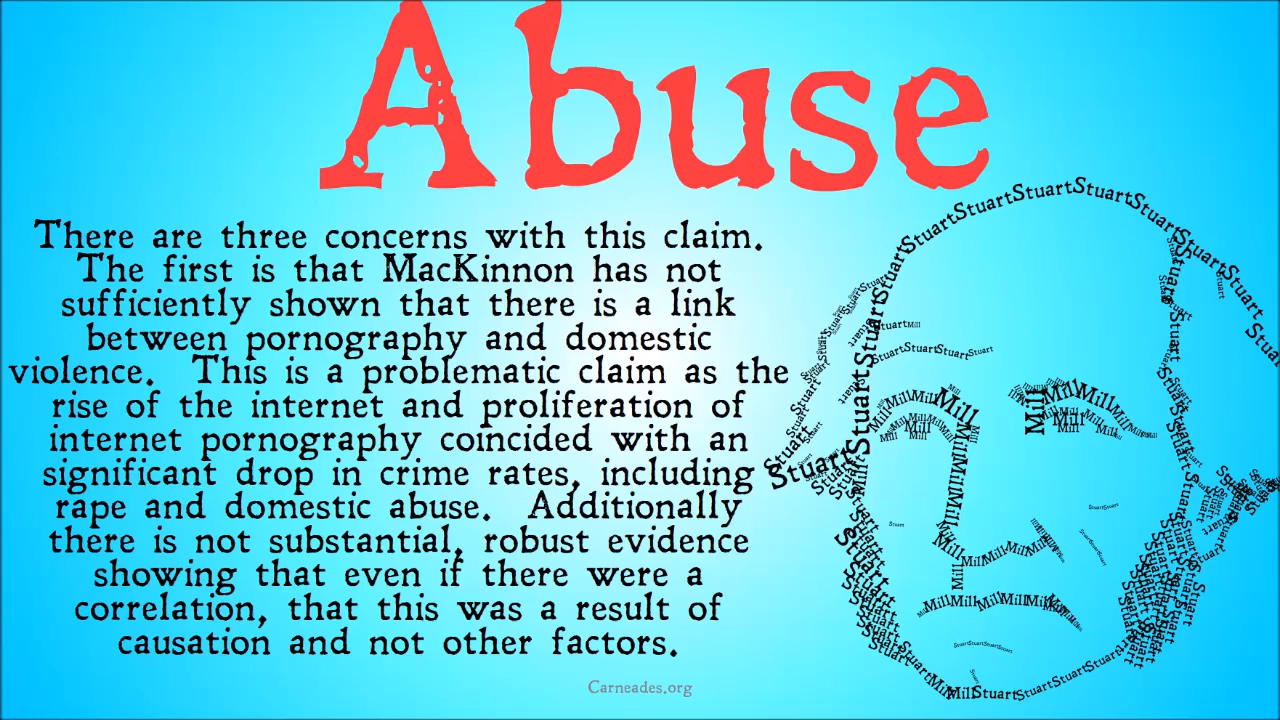 Abuse
There are three concerns with this claim.
The first is that MacKinnon has not
sufficiently shown that there is a link
between pornography and domestic
violence. This is a problematic claim as the
rise of the internet and proliferation of
internet pornography coincided with an
significant drop in crime rates, including
rape and domestic abuse. Additionally
there is not substantial, robust evidence
showing that even if there were a
correlation, that this was a result of
causation and not other factors.
Stuart
Mill
Carneades.org